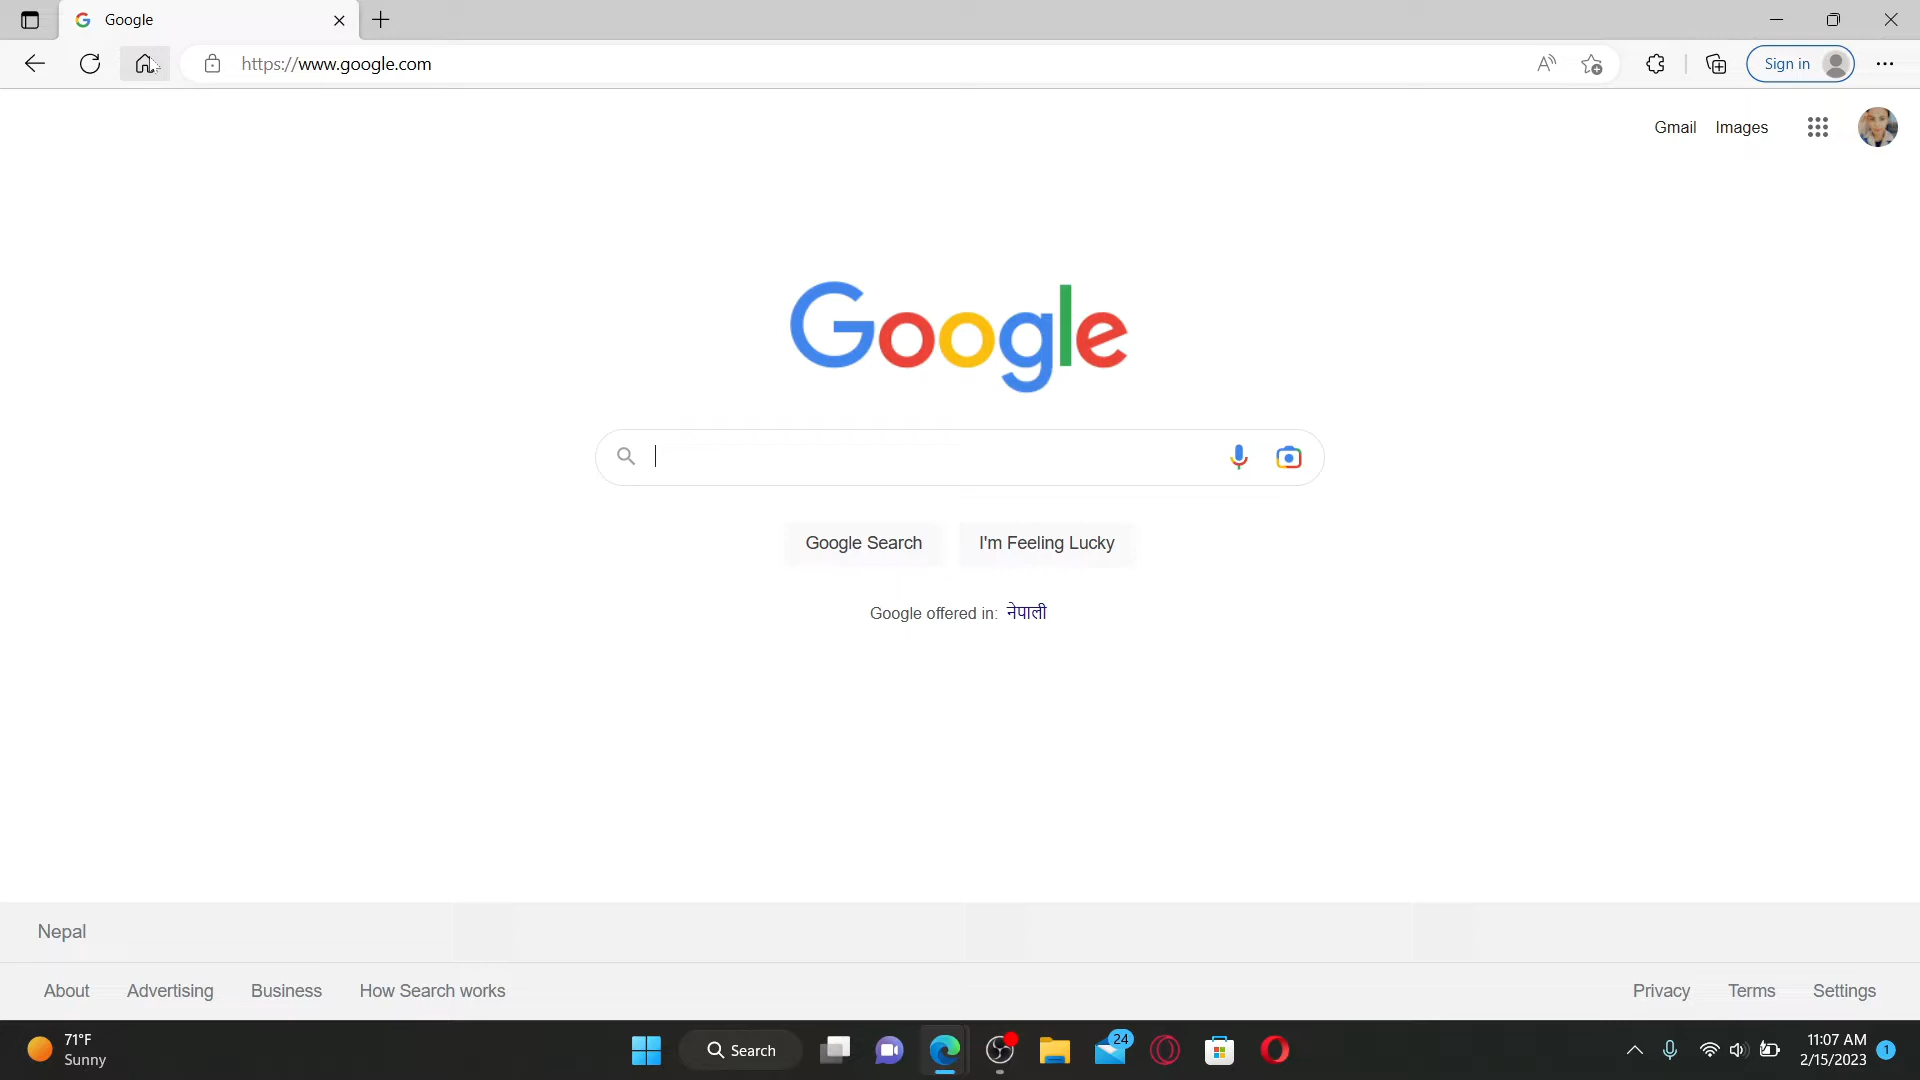 Google
https://www.google.com
Sign in
Gmail Images
Google
Google Search I'm Feeling Lucky
Google offered in: नेपाली
Nepal
About Advertising Business How Search works Privacy Terms Settings
71°F
Sunny
Search
24
11:07 AM
2/15/2023
1